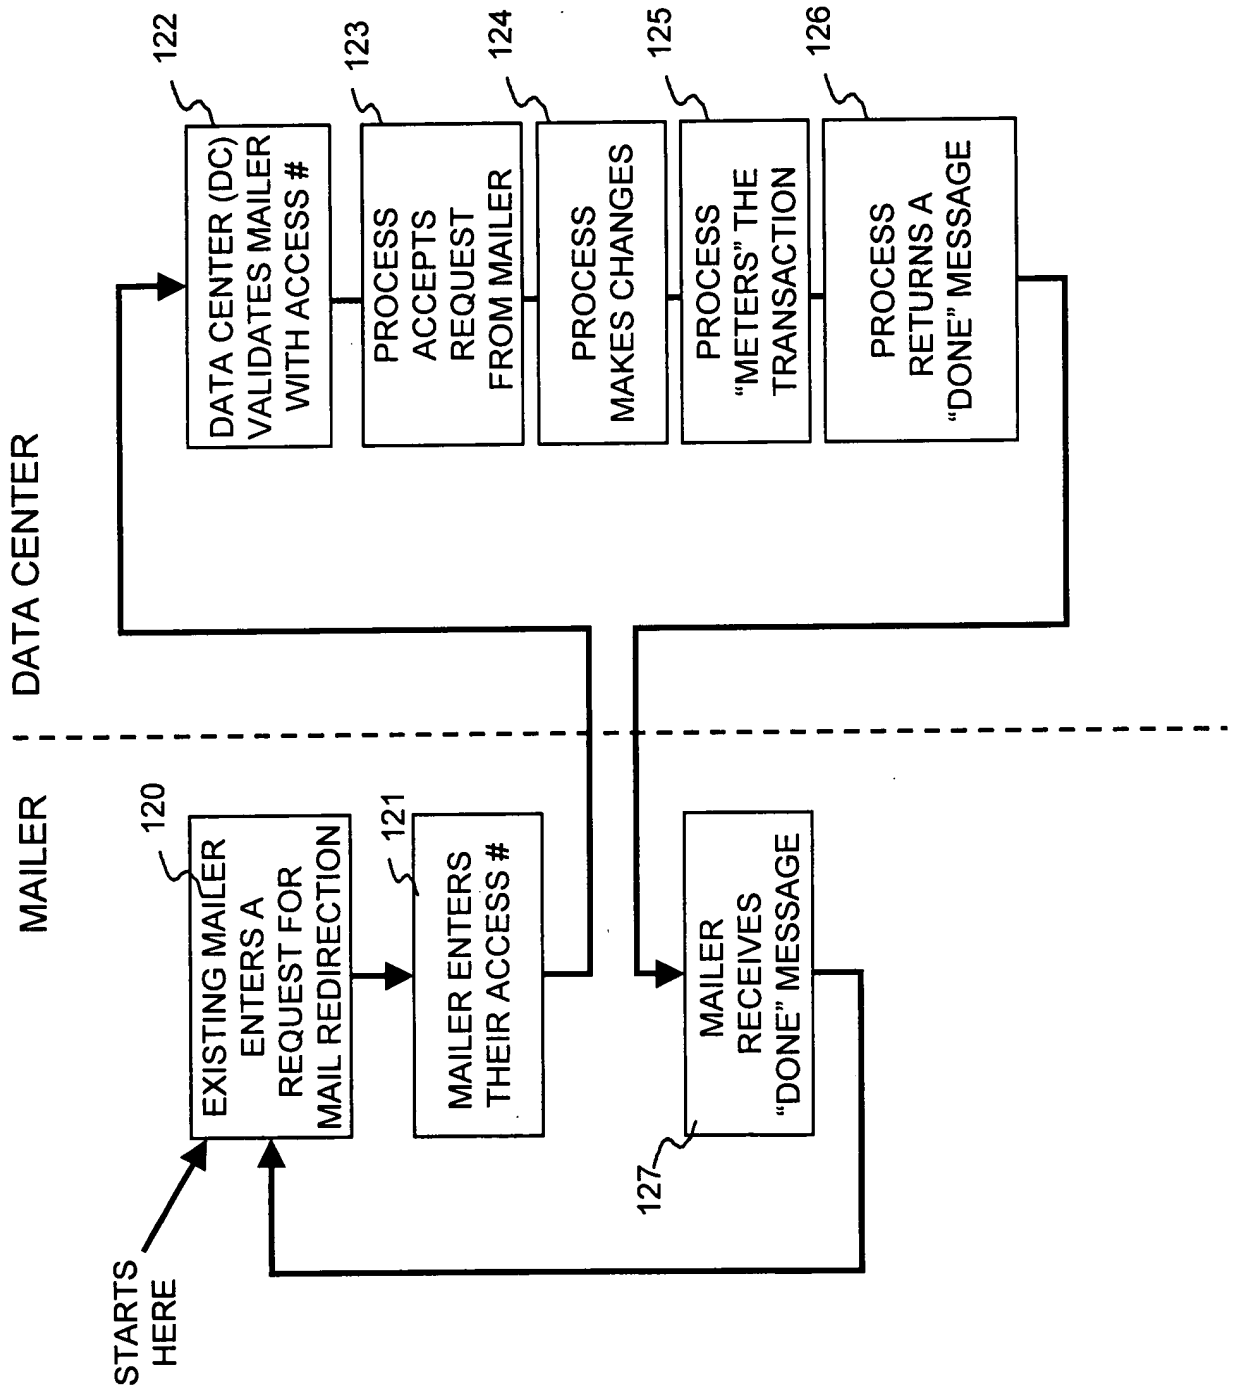 MAILER
DATA CENTER
STARTS
HERE
120
EXISTING MAILER
ENTERS A
REQUEST FOR
MAIL REDIRECTION
121
MAILER ENTERS
THEIR ACCESS #
122
DATA CENTER (DC)
VALIDATES MAILER
WITH ACCESS #
123
PROCESS
ACCEPTS
REQUEST
FROM MAILER
124
PROCESS
MAKES CHANGES
125
PROCESS
“METERS” THE
TRANSACTION
126
PROCESS
RETURNS A
“DONE” MESSAGE
127
MAILER
RECEIVES
“DONE” MESSAGE